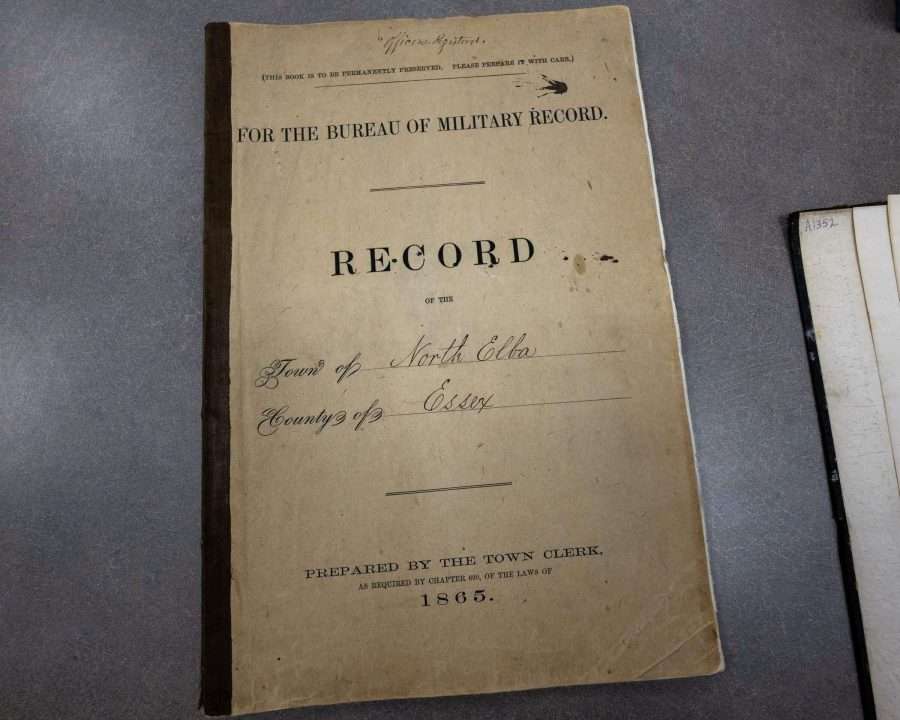 (THIS BOOK IS TO BE PERMANENTLY PRESERVED. PLEASE PREPARE IT WITH CARE.)
FOR THE BUREAU OF MILITARY RECORD.
RECORD
OF THE
Town of North Elba
County of Essex
PREPARED BY THE TOWN CLERK,
AS REQUIRED BY CHAPTER 690, OF THE LAWS OF
1865.
A1352